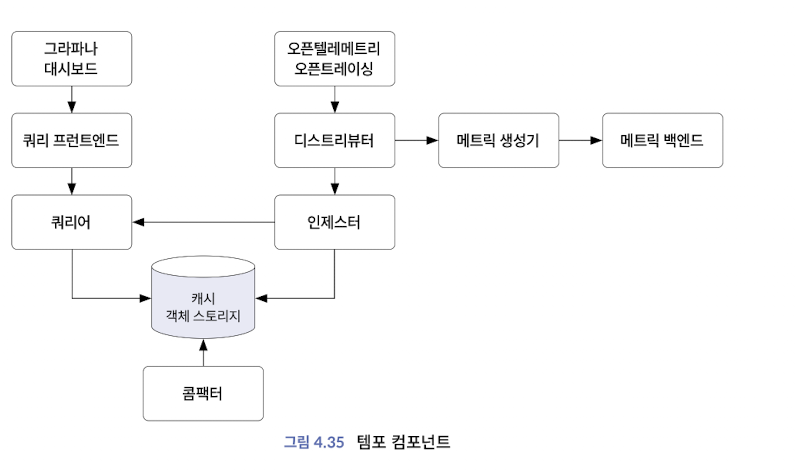 그라파나
대시보드
오픈텔레메트리
오픈트레이싱
쿼리 프런트엔드
디스트리뷰터
메트릭 생성기
메트릭 백엔드
쿼리어
인제스터
캐시
객체 스토리지
콤팩터
그림 4.35 템포 컴포넌트